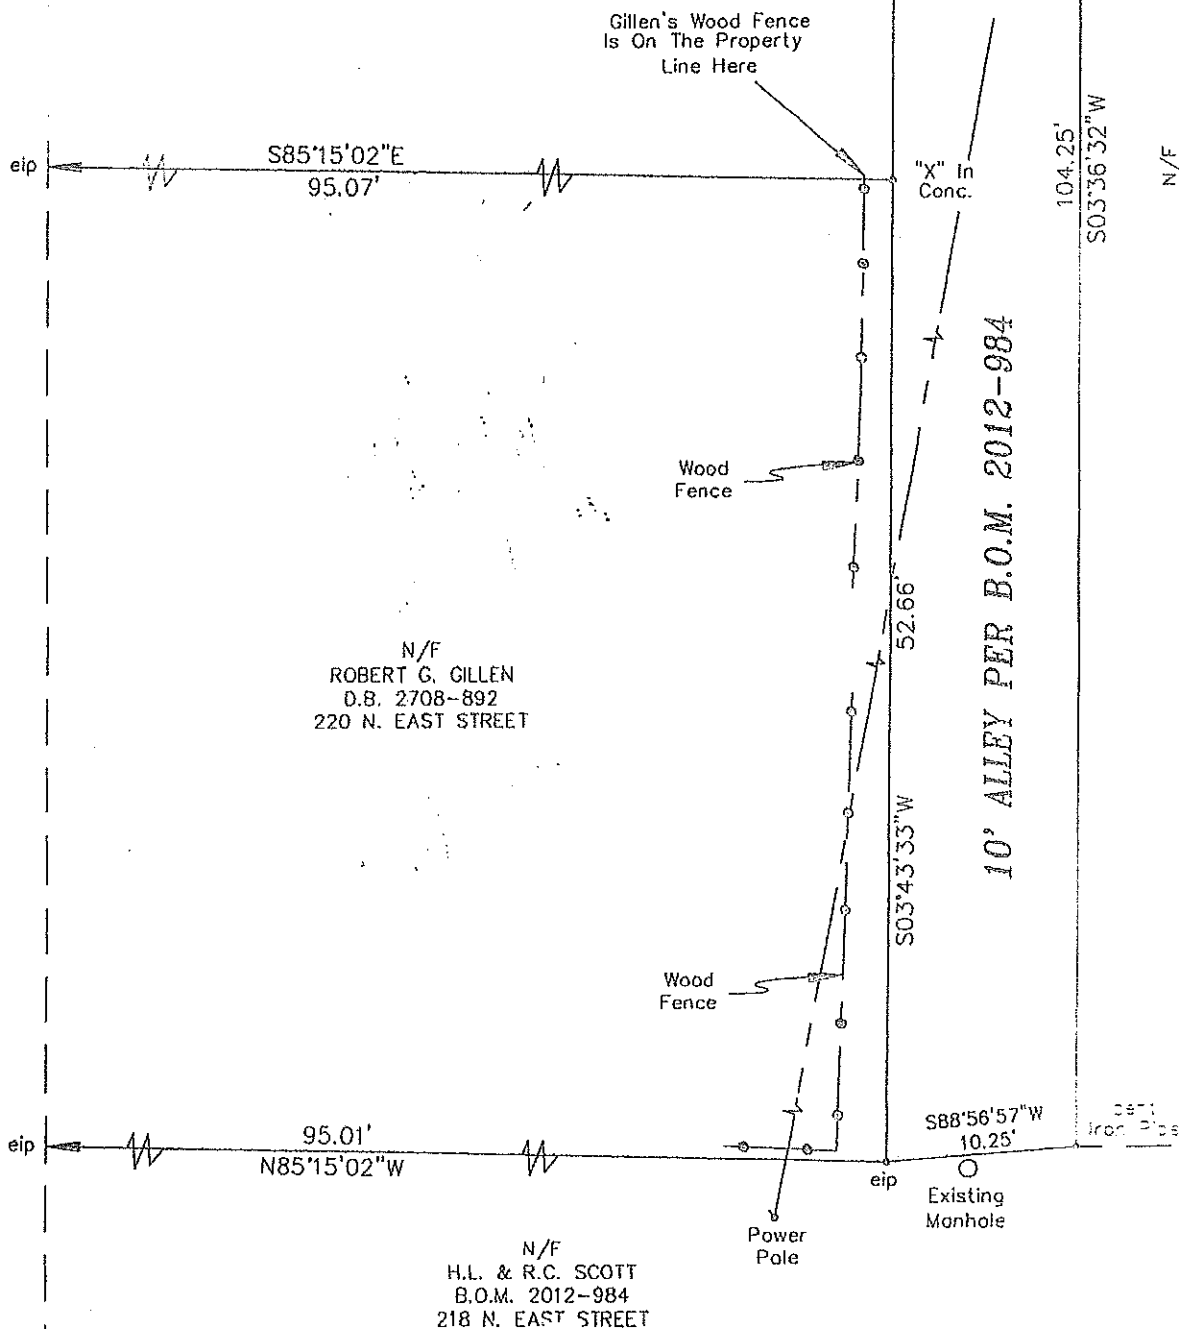 Gillen's Wood Fence
Is On The Property
Line Here
eip
S85°15'02"E
95.07'
"X" In
Conc.
104.25'
S03°36'32"W
N/F
10' ALLEY PER B.O.M. 2012-984
Wood
Fence
52.66'
N/F
ROBERT G. GILLEN
D.B. 2708-892
220 N. EAST STREET
S03°43'33"W
Wood
Fence
eip
95.01'
N85°15'02"W
S88°56'57"W
10.25'
Iron Pipe
eip
Existing
Manhole
Power
Pole
N/F
H.L. & R.C. SCOTT
B.O.M. 2012-984
218 N. EAST STREET